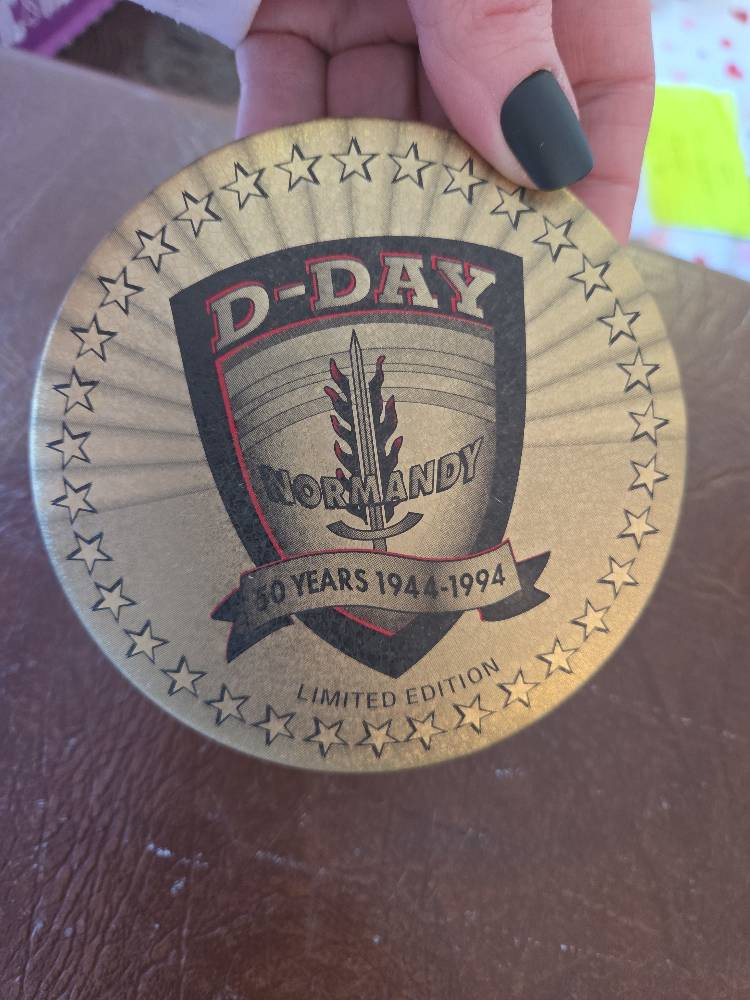 D-DAY
NORMANDY
50 YEARS 1944-1994
LIMITED EDITION